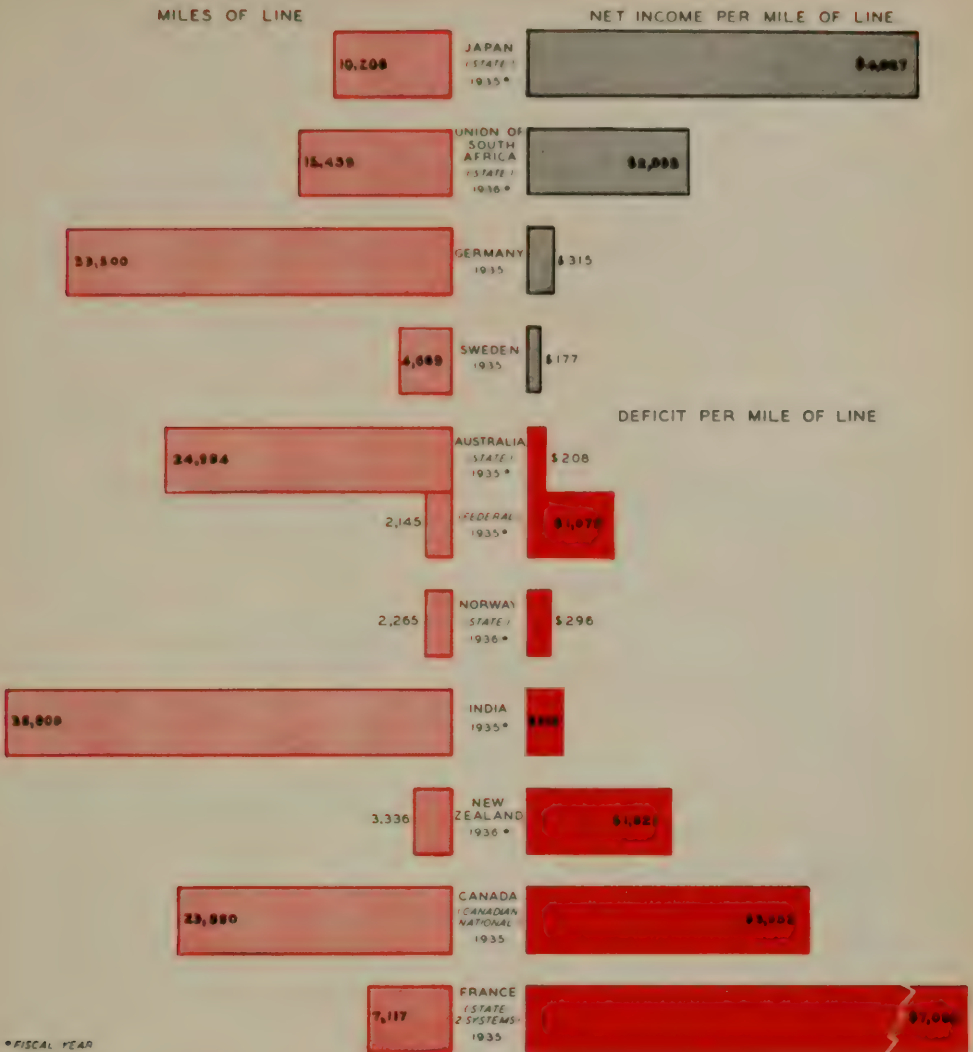 MILES OF LINE
NET INCOME PER MILE OF LINE
10,208
JAPAN
(STATE)
1935*
UNION OF
SOUTH
AFRICA
(STATE)
1936*
GERMANY
1935
$315
SWEDEN
1935
$177
DEFICIT PER MILE OF LINE
AUSTRALIA
(STATE)
1935*
$208
2,145
(FEDERAL)
1935*
2,265
NORWAY
(STATE)
1936*
$296
INDIA
1935*
3,336
NEW
ZEALAND
1936*
CANADA
(CANADIAN
NATIONAL)
1935
7,117
FRANCE
(STATE
2 SYSTEMS)
1935
*FISCAL YEAR